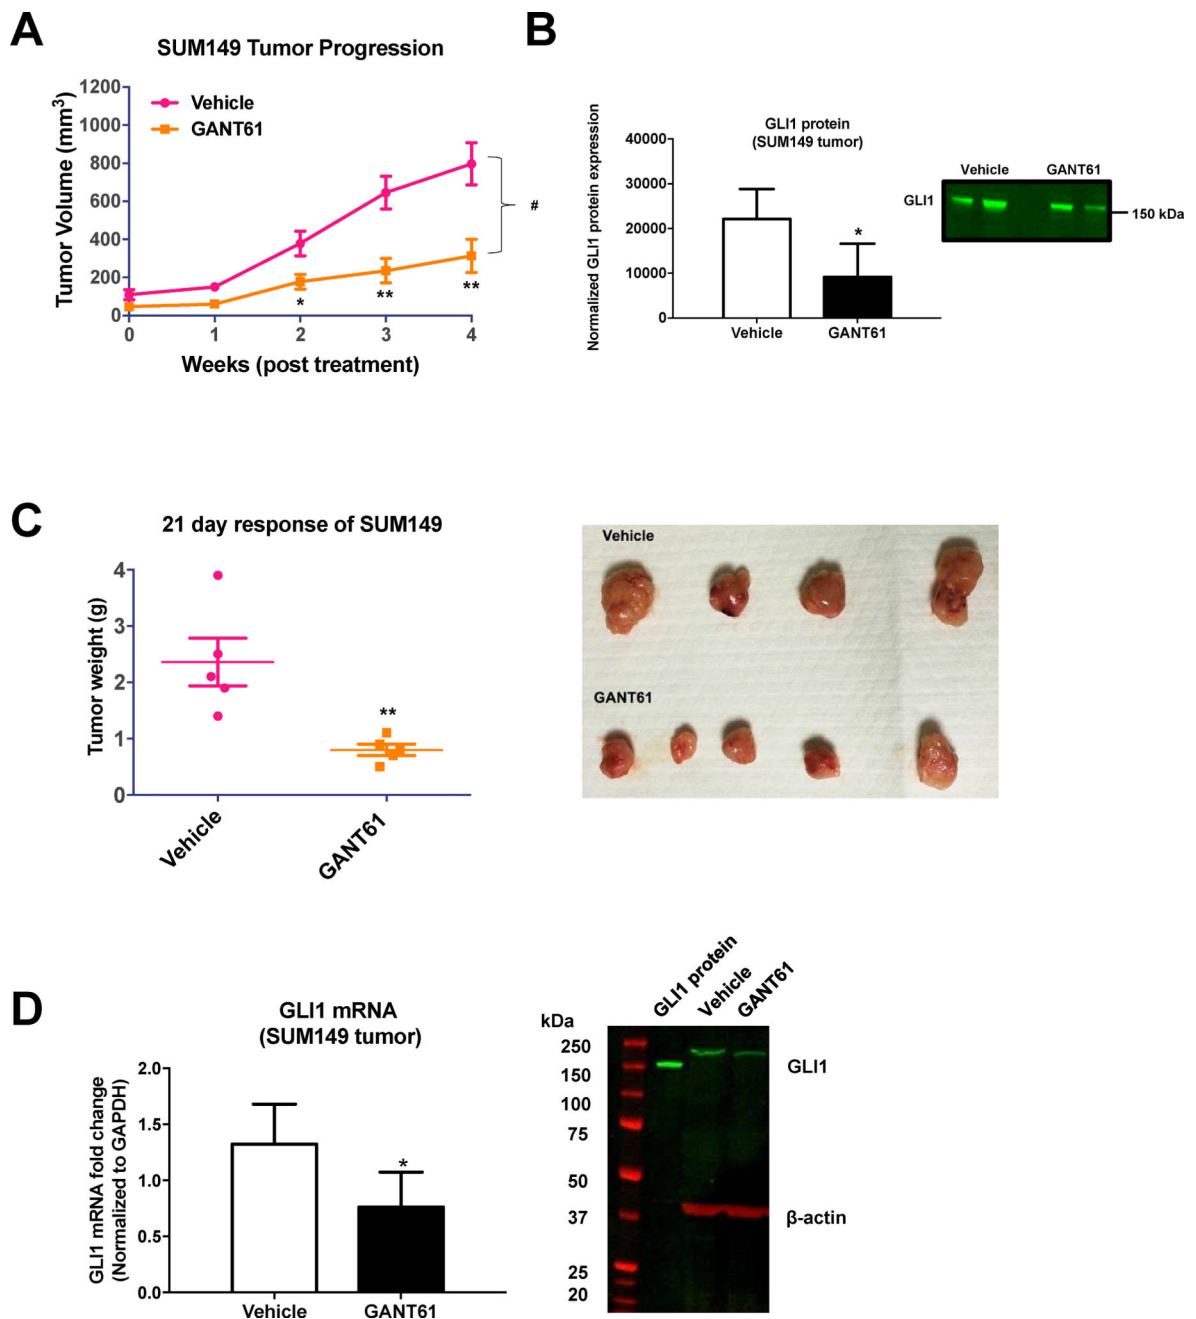 A
SUM149 Tumor Progression
Tumor Volume (mm³)
1200
1000
800
600
400
200
0
Vehicle
GANT61
#
*
**
**
0 1 2 3 4
Weeks (post treatment)
B
GLI1 protein
(SUM149 tumor)
Normalized GLI1 protein expression
40000
30000
20000
10000
0
*
Vehicle GANT61
Vehicle GANT61
GLI1
150 kDa
C
21 day response of SUM149
Tumor weight (g)
4
3
2
1
0
**
Vehicle
GANT61
Vehicle
GANT61
D
GLI1 mRNA
(SUM149 tumor)
GLI1 mRNA fold change
(Normalized to GAPDH)
2.0
1.5
1.0
0.5
0.0
*
Vehicle GANT61
GLI1 protein
Vehicle
GANT61
kDa
250
150
100
75
50
37
25
20
GLI1
β-actin